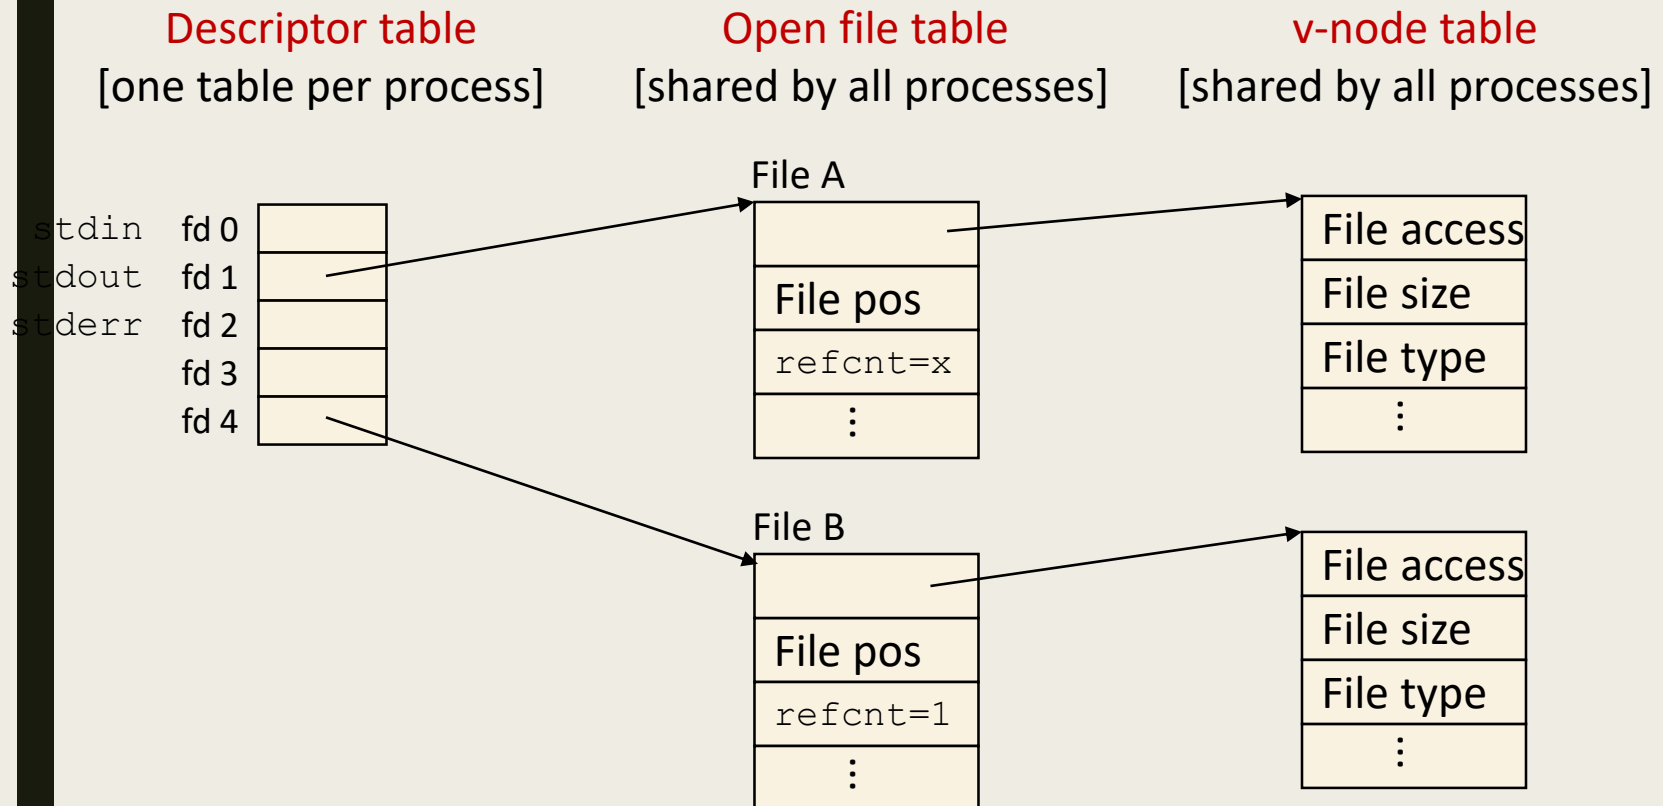 Descriptor table
[one table per process]
Open file table
[shared by all processes]
v-node table
[shared by all processes]
stdin fd 0
stdout fd 1
stderr fd 2
fd 3
fd 4
File A
File pos
refcnt=x
⋮
File access
File size
File type
⋮
File B
File pos
refcnt=1
⋮
File access
File size
File type
⋮